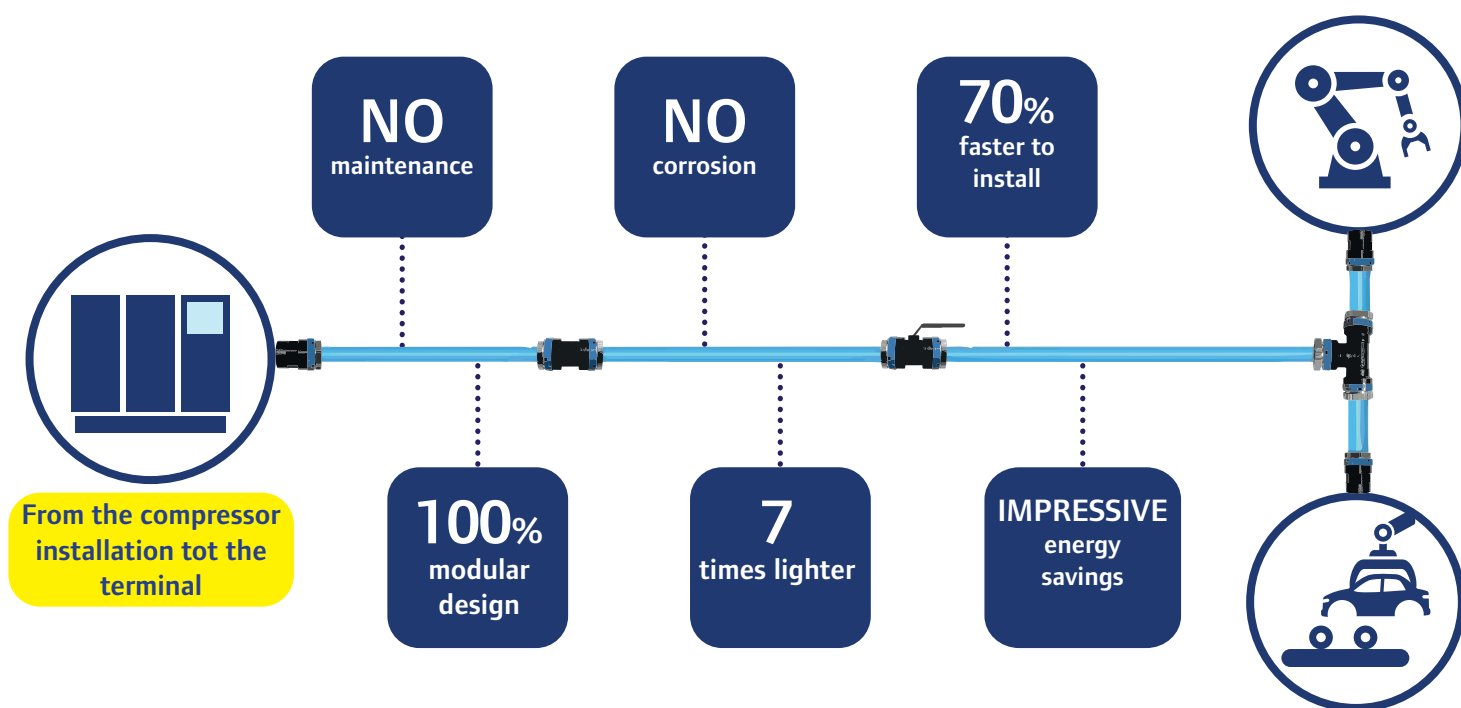 NO
maintenance
NO
corrosion
70%
faster to
install
From the compressor
installation tot the
terminal
100%
modular
design
7
times lighter
IMPRESSIVE
energy
savings